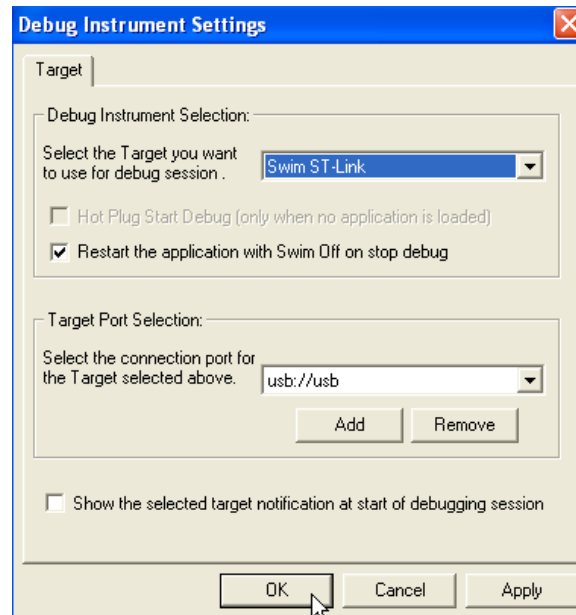 Debug Instrument Settings
Target
Debug Instrument Selection:
Select the Target you want
to use for debug session .
Swim ST-Link
Hot Plug Start Debug (only when no application is loaded)
Restart the application with Swim Off on stop debug
Target Port Selection:
Select the connection port for
the Target selected above.
usb://usb
Add Remove
Show the selected target notification at start of debugging session
OK Cancel Apply